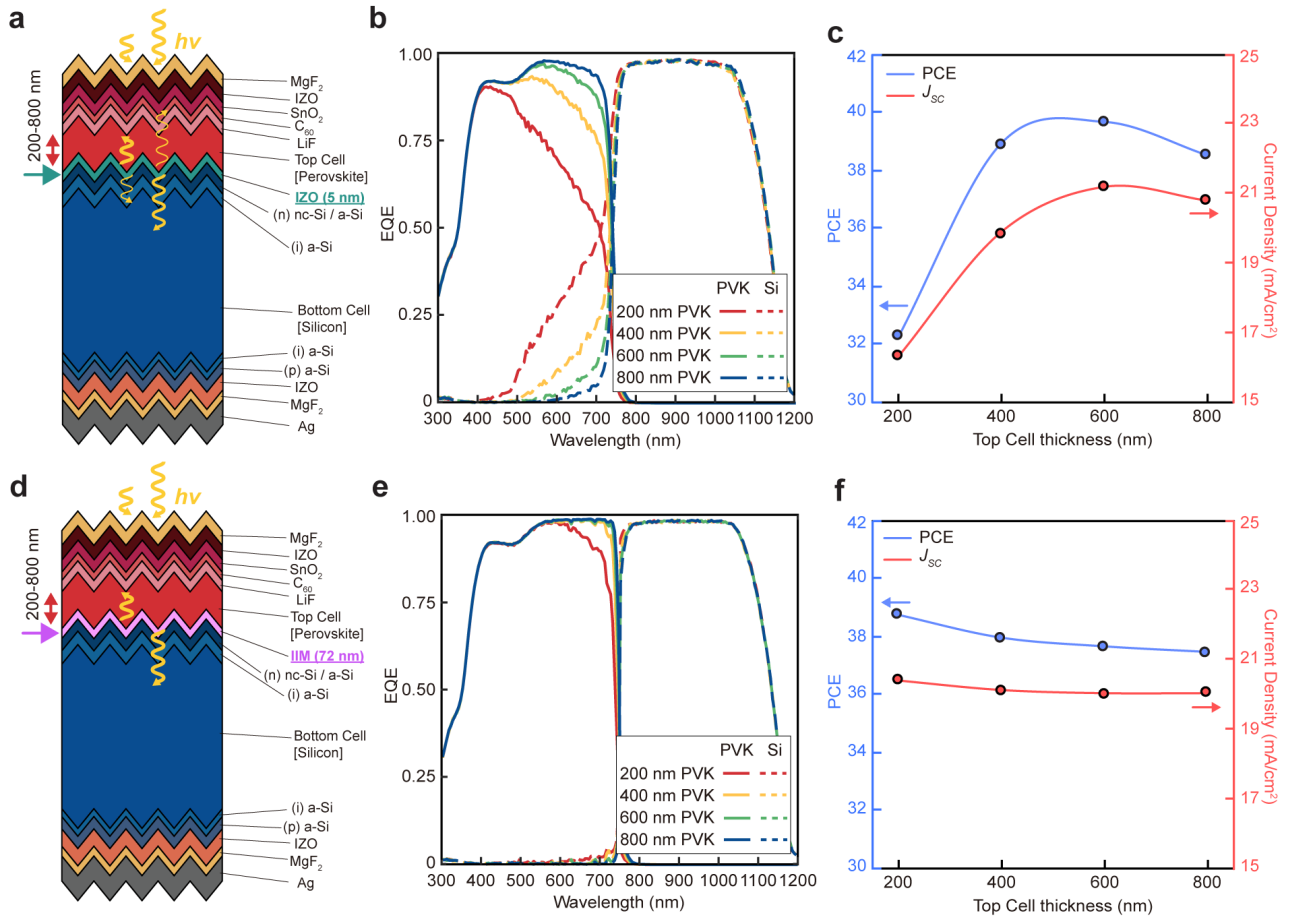 a
hv
200-800 nm
MgF2
IZO
SnO2
C60
LiF
Top Cell
[Perovskite]
IZO (5 nm)
(n) nc-Si / a-Si
(i) a-Si
Bottom Cell
[Silicon]
(i) a-Si
(p) a-Si
IZO
MgF2
Ag
b
EQE
1.00
0.75
0.50
0.25
0
300 400 500 600 700 800 900 1000 1100 1200
Wavelength (nm)
PVK Si
200 nm PVK
400 nm PVK
600 nm PVK
800 nm PVK
c
PCE
42
40
38
36
34
32
30
PCE
JSC
25
23
21
19
17
15
Current Density (mA/cm2)
200 400 600 800
Top Cell thickness (nm)
d
hv
200-800 nm
MgF2
IZO
SnO2
C60
LiF
Top Cell
[Perovskite]
IIM (72 nm)
(n) nc-Si / a-Si
(i) a-Si
Bottom Cell
[Silicon]
(i) a-Si
(p) a-Si
IZO
MgF2
Ag
e
EQE
1.00
0.75
0.50
0.25
0
300 400 500 600 700 800 900 1000 1100 1200
Wavelength (nm)
PVK Si
200 nm PVK
400 nm PVK
600 nm PVK
800 nm PVK
f
PCE
42
40
38
36
34
32
30
PCE
JSC
25
23
21
19
17
15
Current Density (mA/cm2)
200 400 600 800
Top Cell thickness (nm)